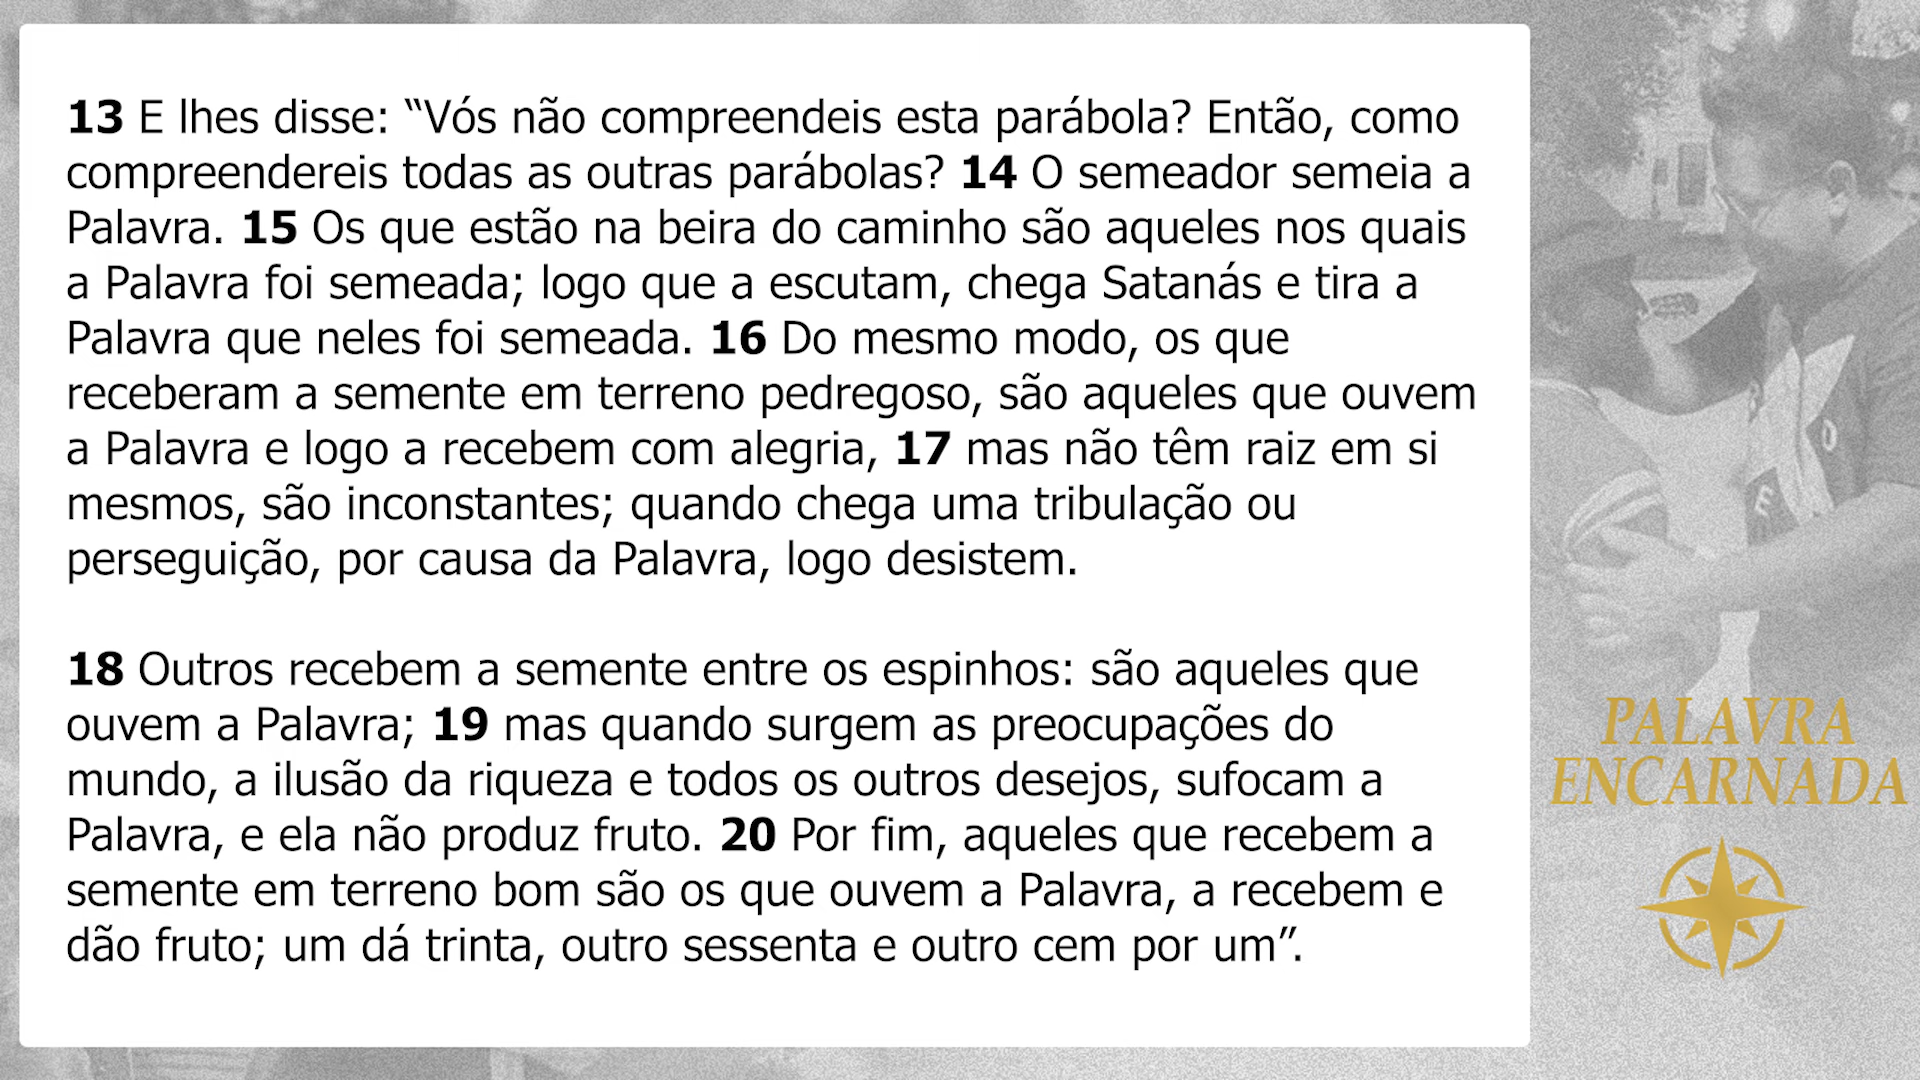 13 E lhes disse: “Vós não compreendeis esta parábola? Então, como
compreendereis todas as outras parábolas? 14 O semeador semeia a
Palavra. 15 Os que estão na beira do caminho são aqueles nos quais
a Palavra foi semeada; logo que a escutam, chega Satanás e tira a
Palavra que neles foi semeada. 16 Do mesmo modo, os que
receberam a semente em terreno pedregoso, são aqueles que ouvem
a Palavra e logo a recebem com alegria, 17 mas não têm raiz em si
mesmos, são inconstantes; quando chega uma tribulação ou
perseguição, por causa da Palavra, logo desistem.
18 Outros recebem a semente entre os espinhos: são aqueles que
ouvem a Palavra; 19 mas quando surgem as preocupações do
mundo, a ilusão da riqueza e todos os outros desejos, sufocam a
Palavra, e ela não produz fruto. 20 Por fim, aqueles que recebem a
semente em terreno bom são os que ouvem a Palavra, a recebem e
dão fruto; um dá trinta, outro sessenta e outro cem por um”.
PALAVRA
ENCARNADA